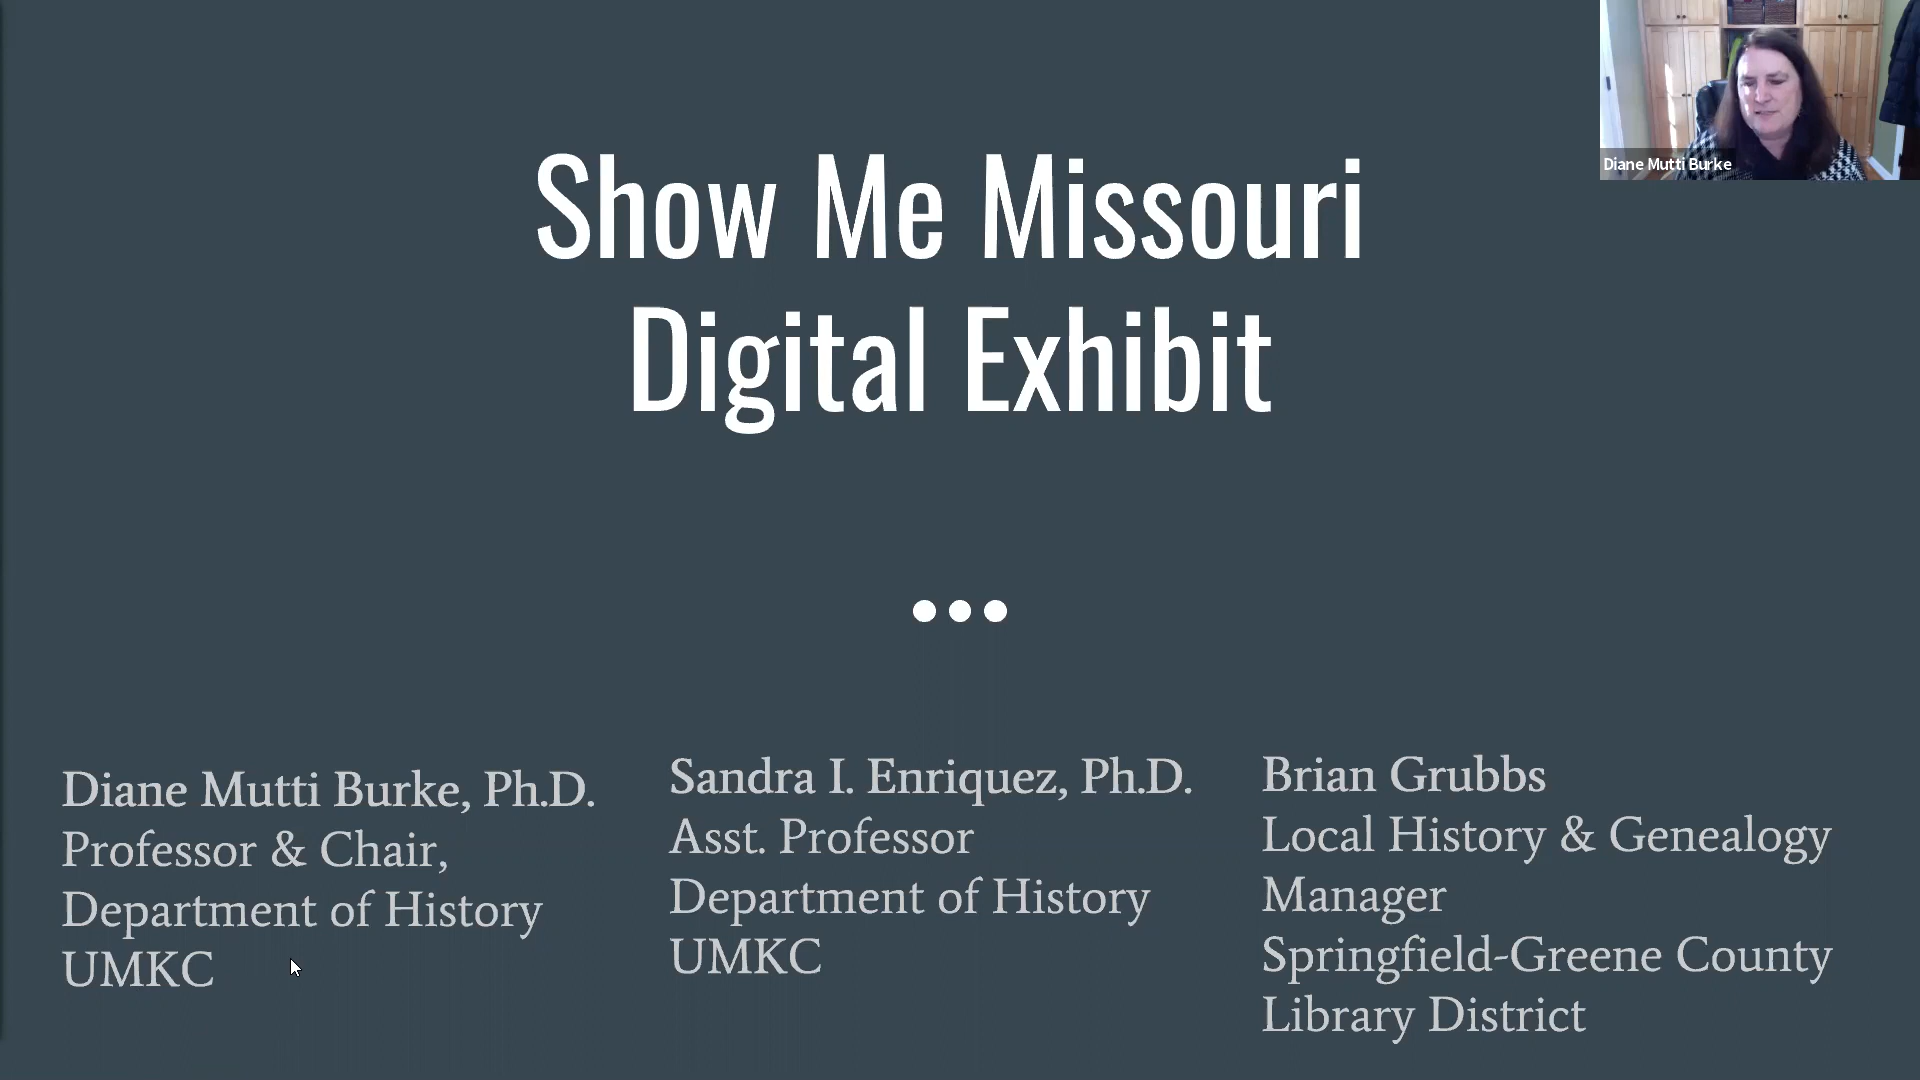 Show Me Missouri
Digital Exhibit
Diane Mutti Burke
Diane Mutti Burke, Ph.D.
Professor & Chair,
Department of History
UMKC
Sandra I. Enriquez, Ph.D.
Asst. Professor
Department of History
UMKC
Brian Grubbs
Local History & Genealogy
Manager
Springfield-Greene County
Library District